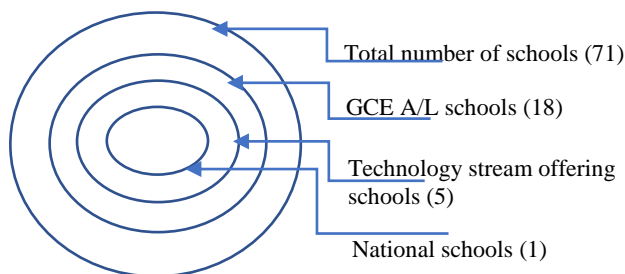 Total number of schools (71)
GCE A/L schools (18)
Technology stream offering
schools (5)
National schools (1)